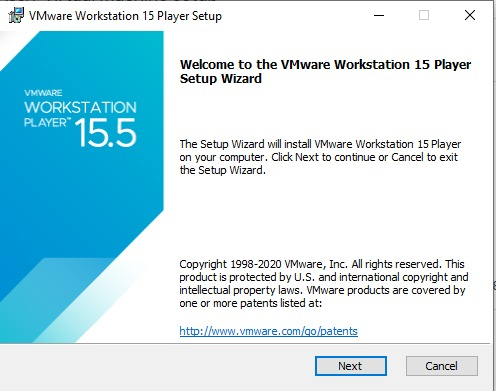 VMware Workstation 15 Player Setup
Welcome to the VMware Workstation 15 Player
Setup Wizard
VMWARE
WORKSTATION
PLAYER™ 15.5
The Setup Wizard will install VMware Workstation 15 Player
on your computer. Click Next to continue or Cancel to exit
the Setup Wizard.
Copyright 1998-2020 VMware, Inc. All rights reserved. This
product is protected by U.S. and international copyright and
intellectual property laws. VMware products are covered by
one or more patents listed at:
http://www.vmware.com/go/patents
Next
Cancel